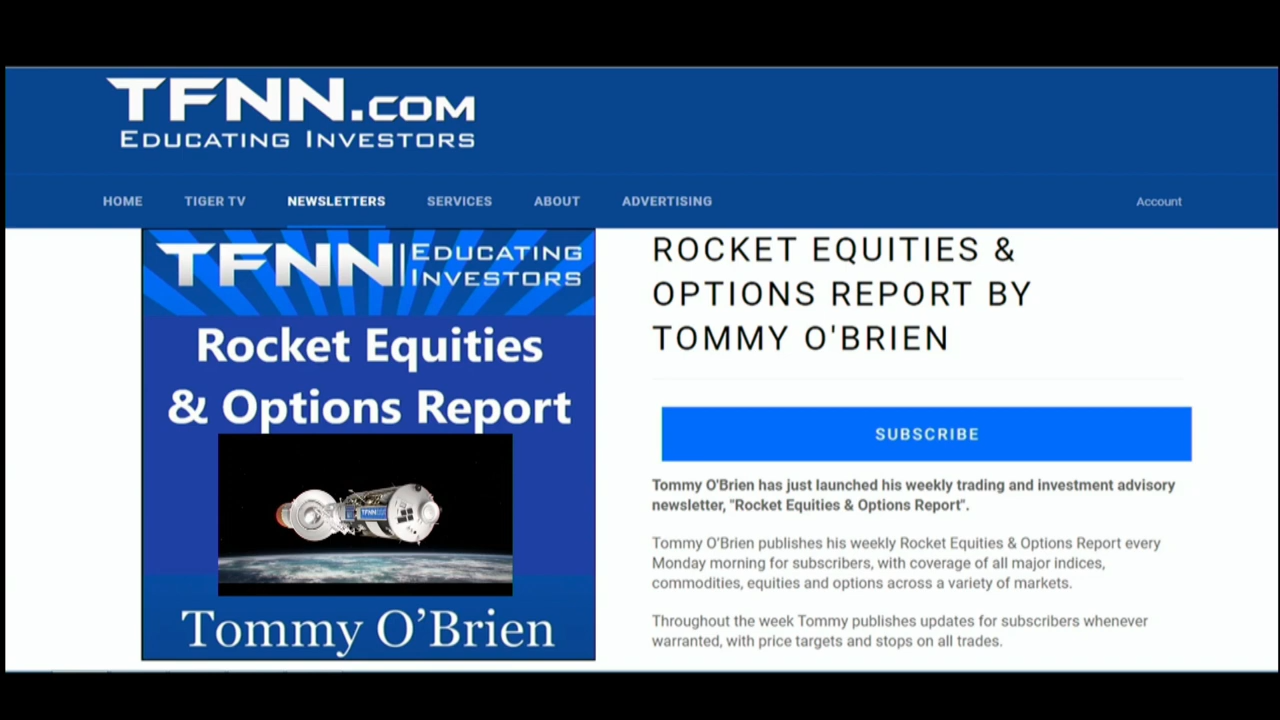 TFNN.COM
EDUCATING INVESTORS
HOME TIGER TV NEWSLETTERS SERVICES ABOUT ADVERTISING Account
TFNN | EDUCATING
INVESTORS
Rocket Equities
& Options Report
TFNN
Tommy O’Brien
ROCKET EQUITIES &
OPTIONS REPORT BY
TOMMY O'BRIEN
SUBSCRIBE
Tommy O'Brien has just launched his weekly trading and investment advisory
newsletter, "Rocket Equities & Options Report".
Tommy O’Brien publishes his weekly Rocket Equities & Options Report every
Monday morning for subscribers, with coverage of all major indices,
commodities, equities and options across a variety of markets.
Throughout the week Tommy publishes updates for subscribers whenever
warranted, with price targets and stops on all trades.